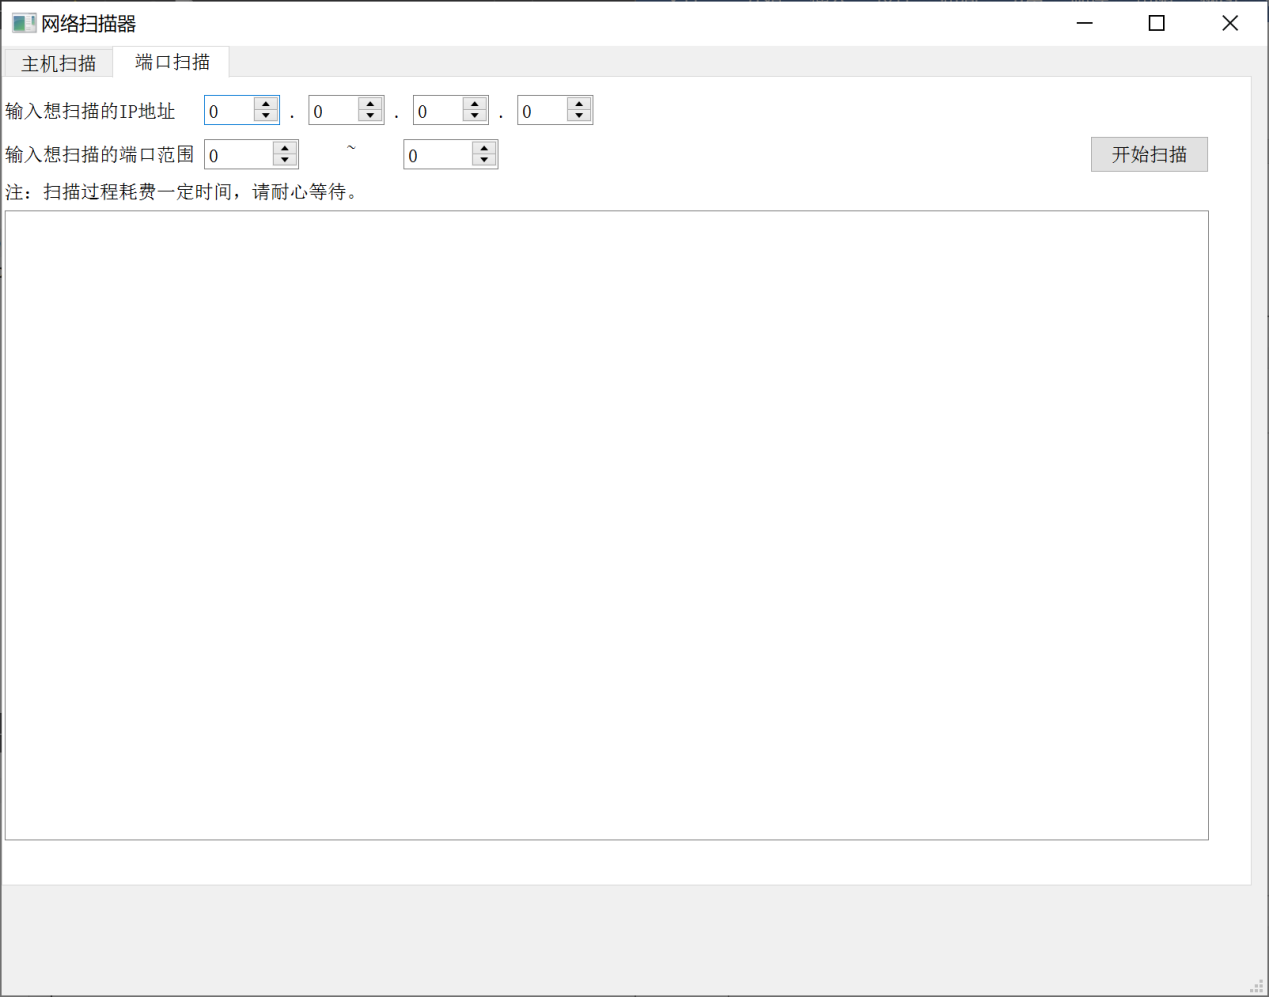 网络扫描器
主机扫描 端口扫描
输入想扫描的IP地址 0 . 0 . 0 . 0
输入想扫描的端口范围 0 ~ 0 开始扫描
注：扫描过程耗费一定时间，请耐心等待。